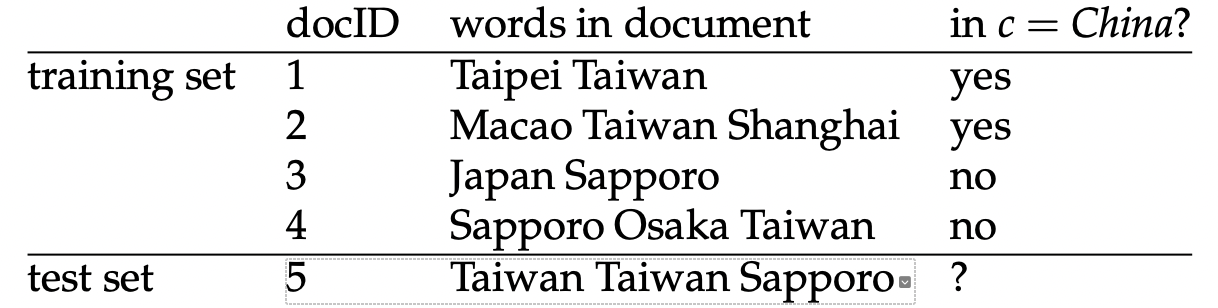 docID words in document in c = China?
training set 1 Taipei Taiwan yes
2 Macao Taiwan Shanghai yes
3 Japan Sapporo no
4 Sapporo Osaka Taiwan no
test set 5 Taiwan Taiwan Sapporo ?